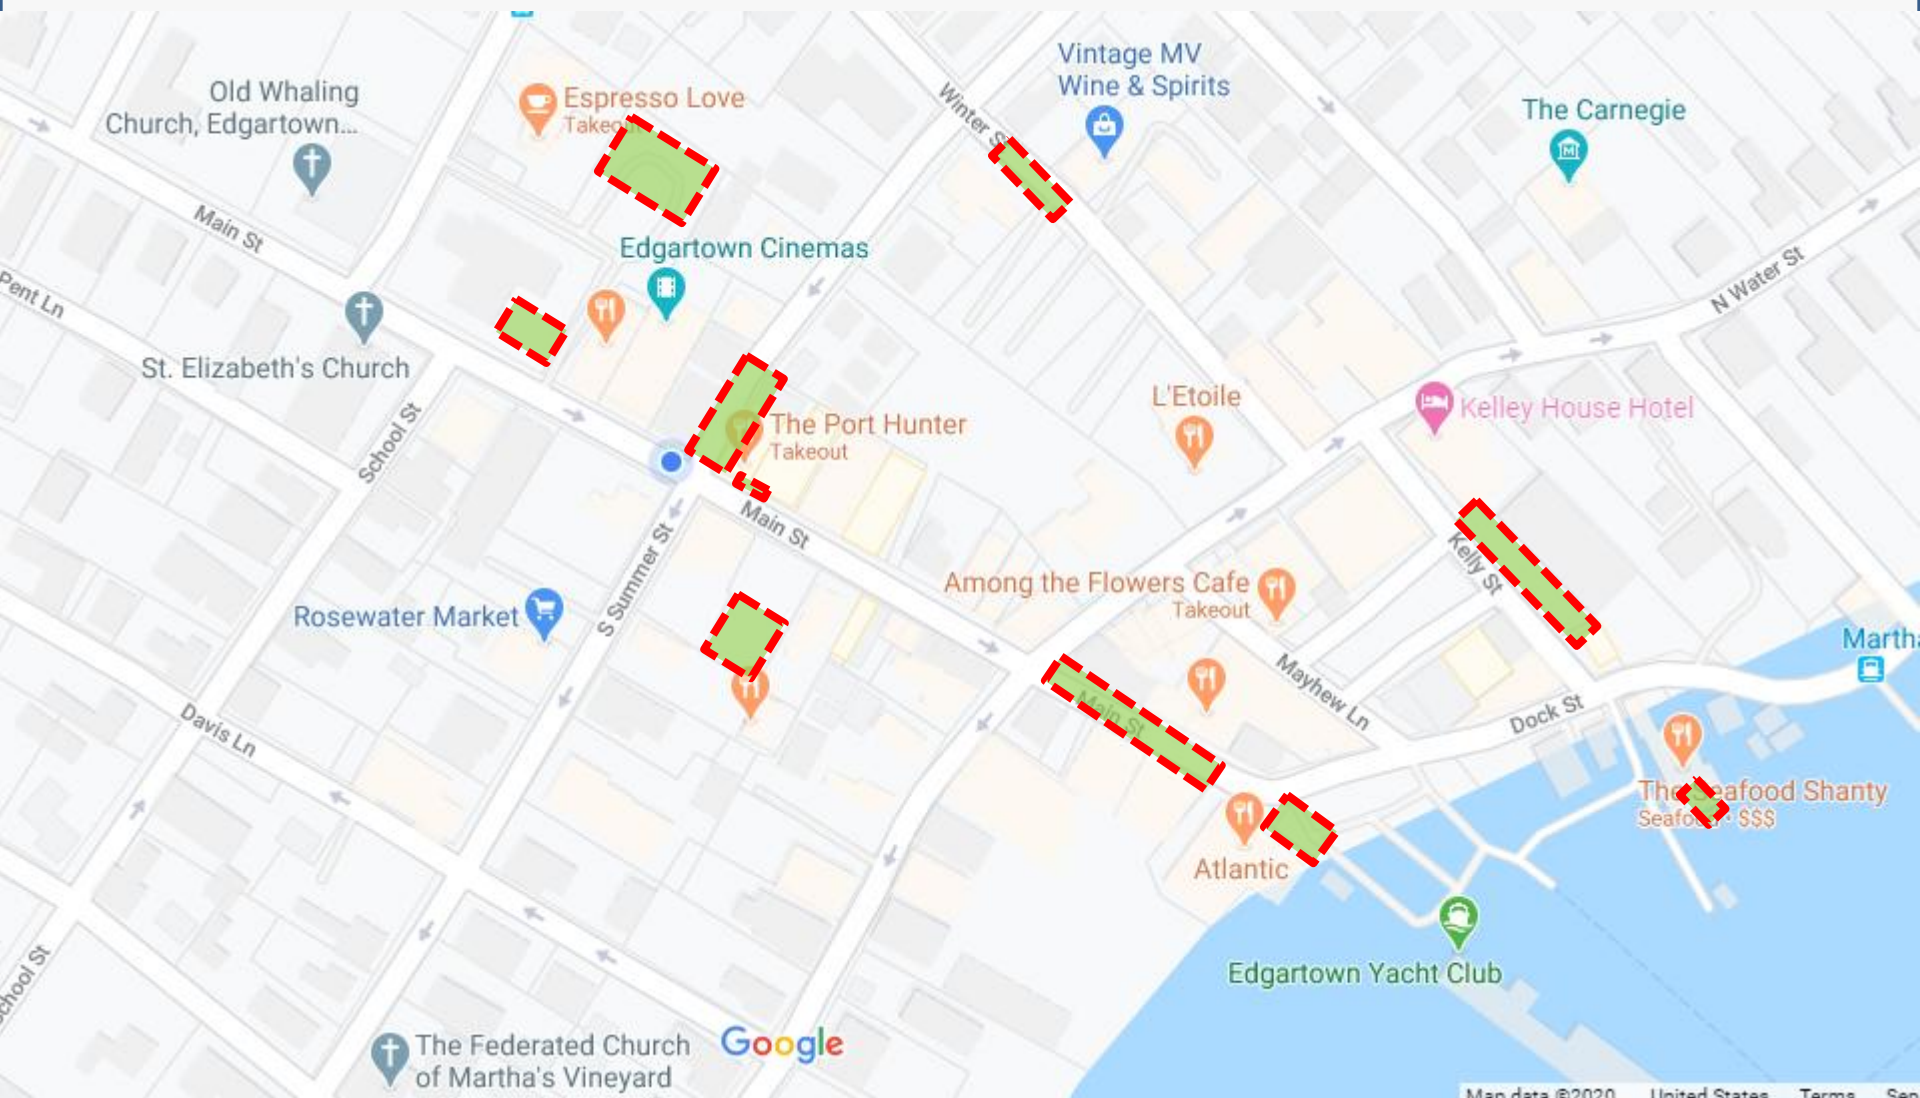 Vintage MV
Wine & Spirits
Old Whaling
Church, Edgartown...
Espresso Love
Winter S
The Carnegie
Main St
Edgartown Cinemas
N Water St
Pent Ln
St. Elizabeth's Church
L'Etoile
Kelley House Hotel
School St
The Port Hunter
Takeout
Main St
Kelly St
S Summer St
Among the Flowers Cafe
Takeout
Rosewater Market
Mayhew Ln
Main St
Dock St
Davis Ln
Seafood Shanty
$$$
Atlantic
Edgartown Yacht Club
The Federated Church
of Martha's Vineyard
Google
Map data ©2020 United States Terms